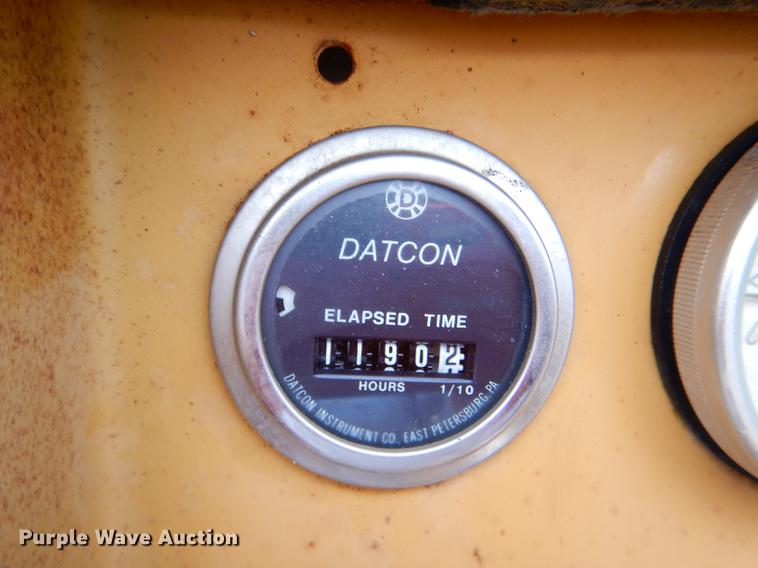 D
DATCON
ELAPSED TIME
11902
HOURS 1/10
DATCON INSTRUMENT CO., EAST PETERSBURG, PA
Purple Wave Auction